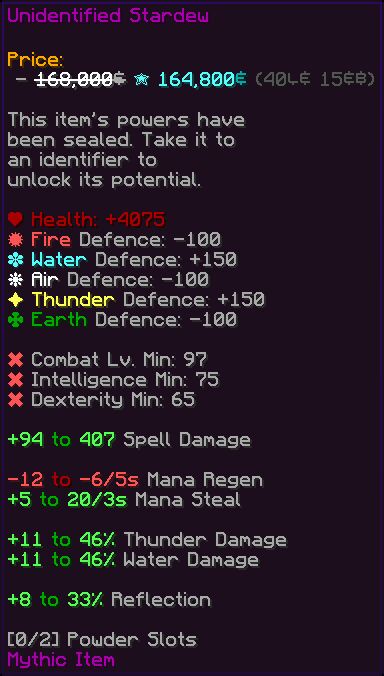 Unidentified Stardew
Price:
- 168,000₢ ✮ 164,800₢ (40L₢ 15₢B)
This item's powers have
been sealed. Take it to
an identifier to
unlock its potential.
❤ Health: +4075
✹ Fire Defence: -100
❉ Water Defence: +150
❋ Air Defence: -100
✦ Thunder Defence: +150
✤ Earth Defence: -100
✖ Combat Lv. Min: 97
✖ Intelligence Min: 75
✖ Dexterity Min: 65
+94 to 407 Spell Damage
-12 to -6/5s Mana Regen
+5 to 20/3s Mana Steal
+11 to 46% Thunder Damage
+11 to 46% Water Damage
+8 to 33% Reflection
[0/2] Powder Slots
Mythic Item